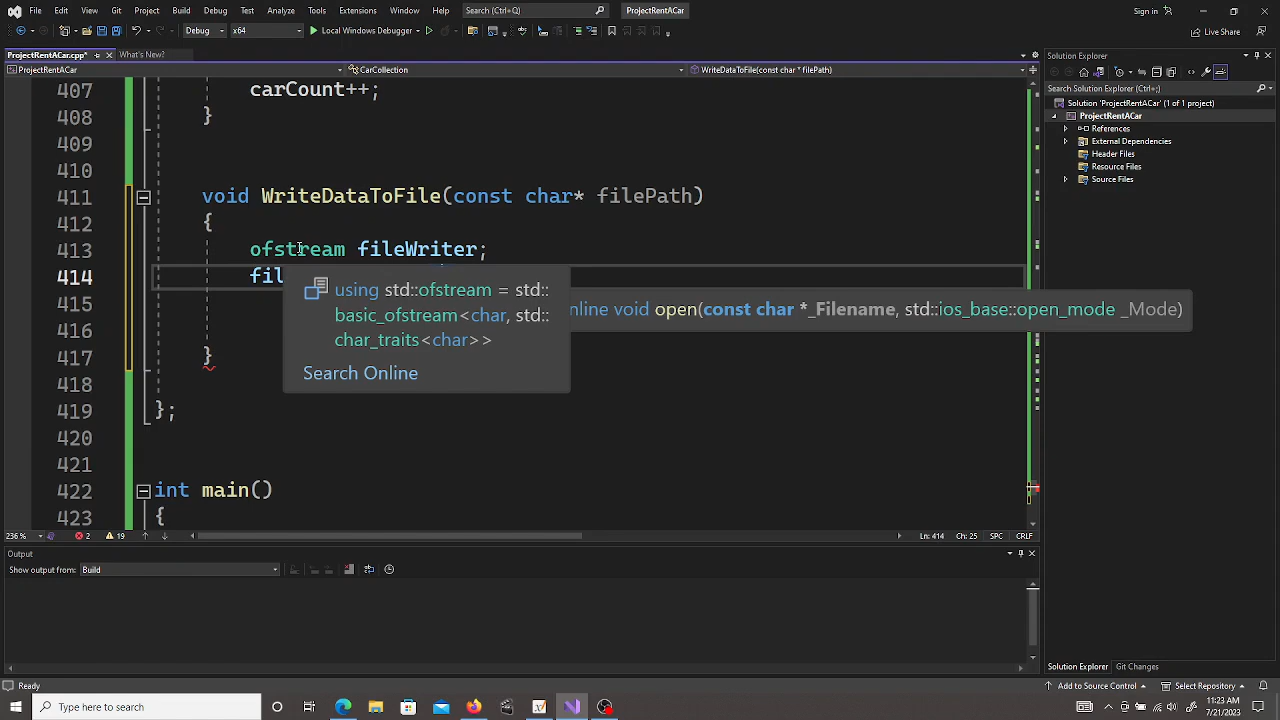 File Edit View Git Project Build Debug Test Analyze Tools Extensions Window Help Search (Ctrl+Q) ProjectRentACar Sign in
Debug x64 Local Windows Debugger Live Share
ProjectRentACar.cpp* What's New?
ProjectRentACar CarCollection WriteDataToFile(const char * filePath)
407 carCount++;
408 }
409
410
411 void WriteDataToFile(const char* filePath)
412 {
413 ofstream fileWriter;
414 fil
using std::ofstream = std::
basic_ofstream<char, std::
char_traits<char>>
Search Online
nline void open(const char *_Filename, std::ios_base::open_mode _Mode)
415
416
417 }
418
419 };
420
421
422 int main()
423 {
236 % 2 19 Ln: 414 Ch: 25 SPC CRLF
Output
Show output from: Build
Solution Explorer
Search Solution Explorer (Ctrl+;)
Solution 'ProjectRentACar' (1 of 1 project)
ProjectRentACar
References
External Dependencies
Header Files
Resource Files
Source Files
Solution Explorer Git Changes
Ready Add to Source Control Select Repository
Type here to search
11:23 AM
7/21/2023